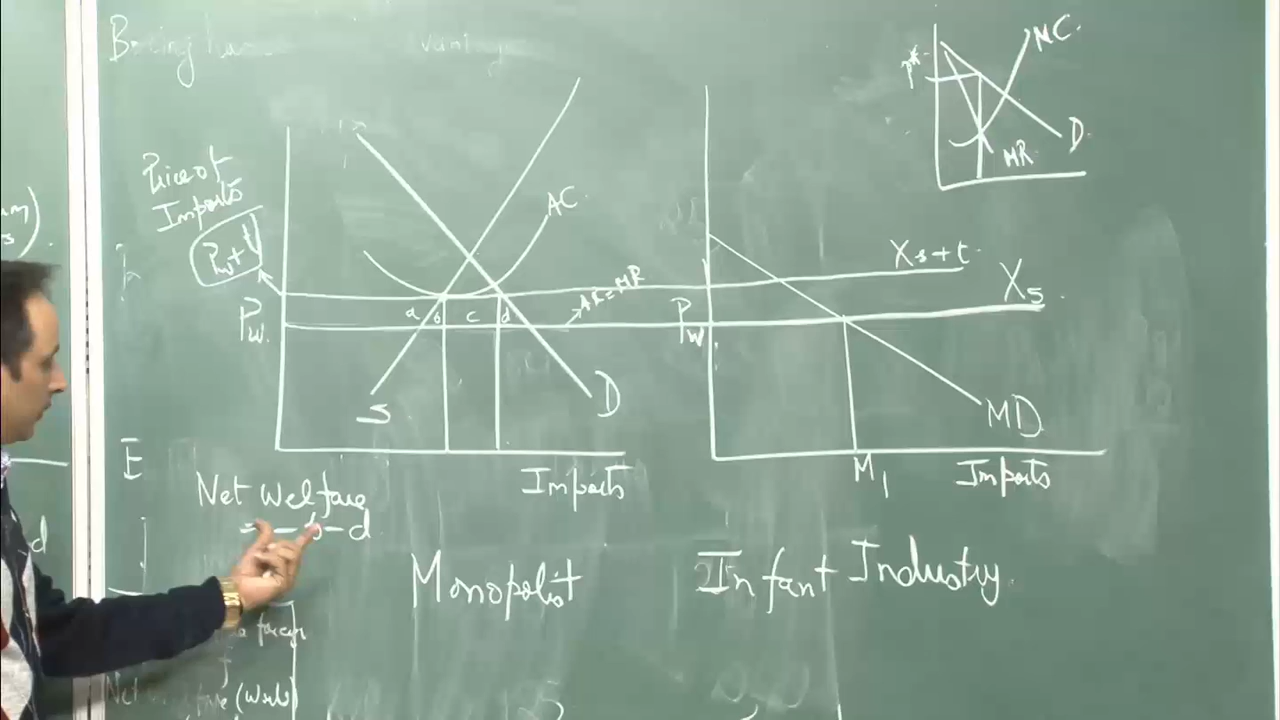 MC
P*
MR
D
Price of
Imports
Pw+t
AC
Xs+t
AR=MR
Xs
Pw.
a b c d
Pw.
S
D
MD
E
M1
Imports
Imports
Net Welfare
= - b - d
d
Monopolist
Infant Industry